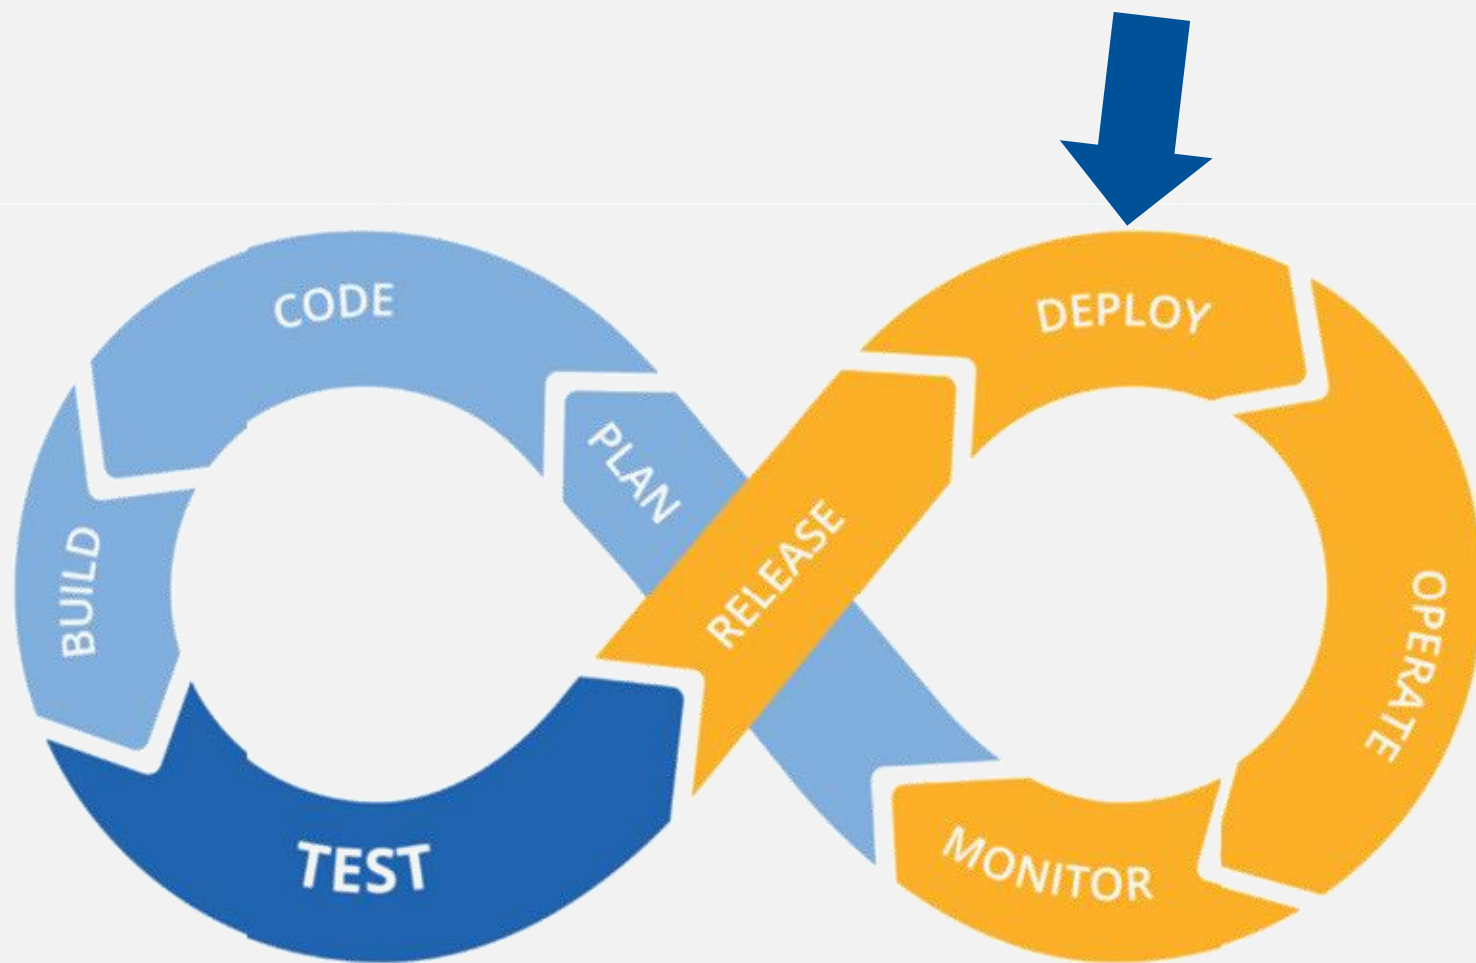 CODE
DEPLOY
PLAN
RELEASE
BUILD
OPERATE
TEST
MONITOR